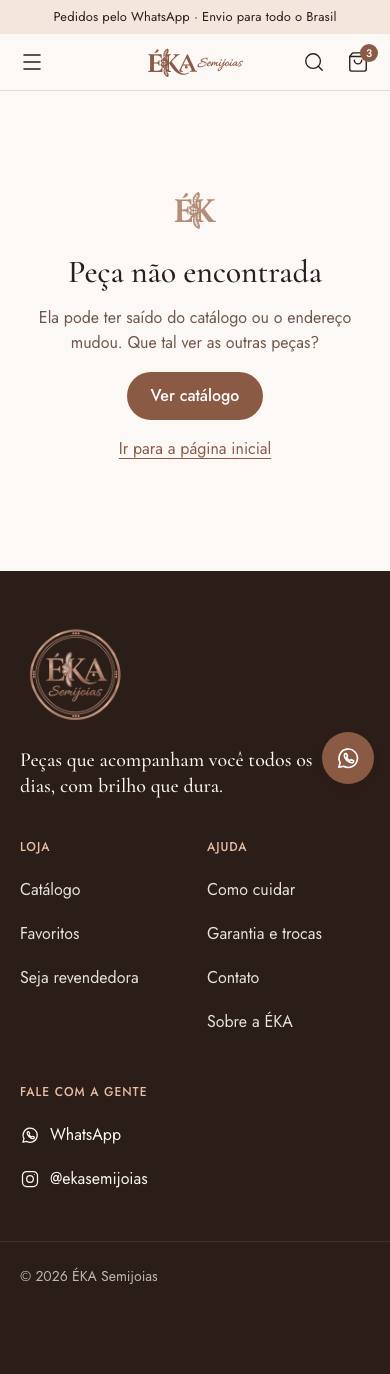 Pedidos pelo WhatsApp · Envio para todo o Brasil
ÉKA Semijoias
3
ÉK
Peça não encontrada
Ela pode ter saído do catálogo ou o endereço
mudou. Que tal ver as outras peças?
Ver catálogo
Ir para a página inicial
ÉKA
Semijoias
Peças que acompanham você todos os
dias, com brilho que dura.
LOJA
Catálogo
Favoritos
Seja revendedora
AJUDA
Como cuidar
Garantia e trocas
Contato
Sobre a ÉKA
FALE COM A GENTE
WhatsApp
@ekasemijoias
© 2026 ÉKA Semijoias